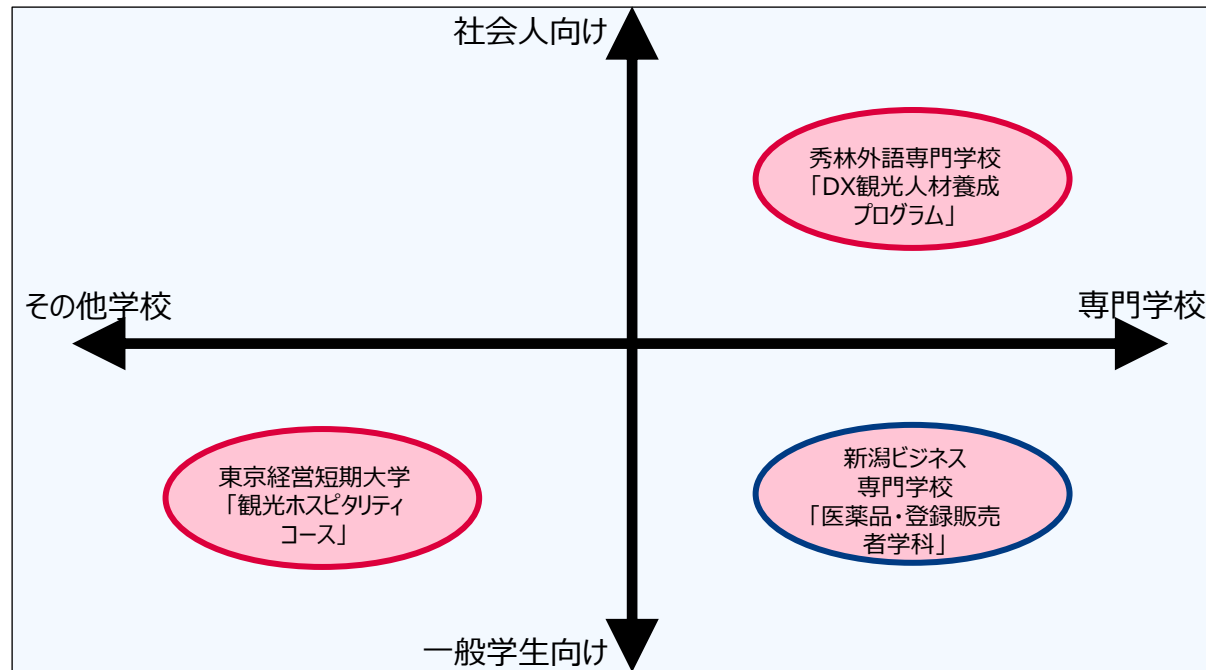 社会人向け
秀林外語専門学校
「DX観光人材養成
プログラム」
その他学校
専門学校
東京経営短期大学
「観光ホスピタリティ
コース」
新潟ビジネス
専門学校
「医薬品・登録販売
者学科」
一般学生向け